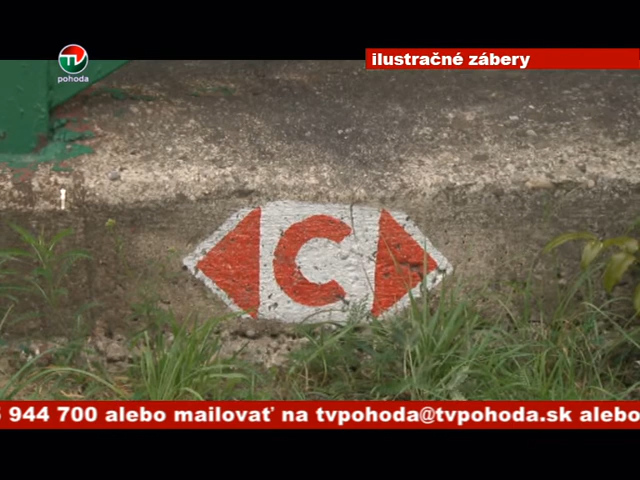 TV
pohoda
ilustračné zábery
C
944 700 alebo mailovať na tvpohoda@tvpohoda.sk alebo